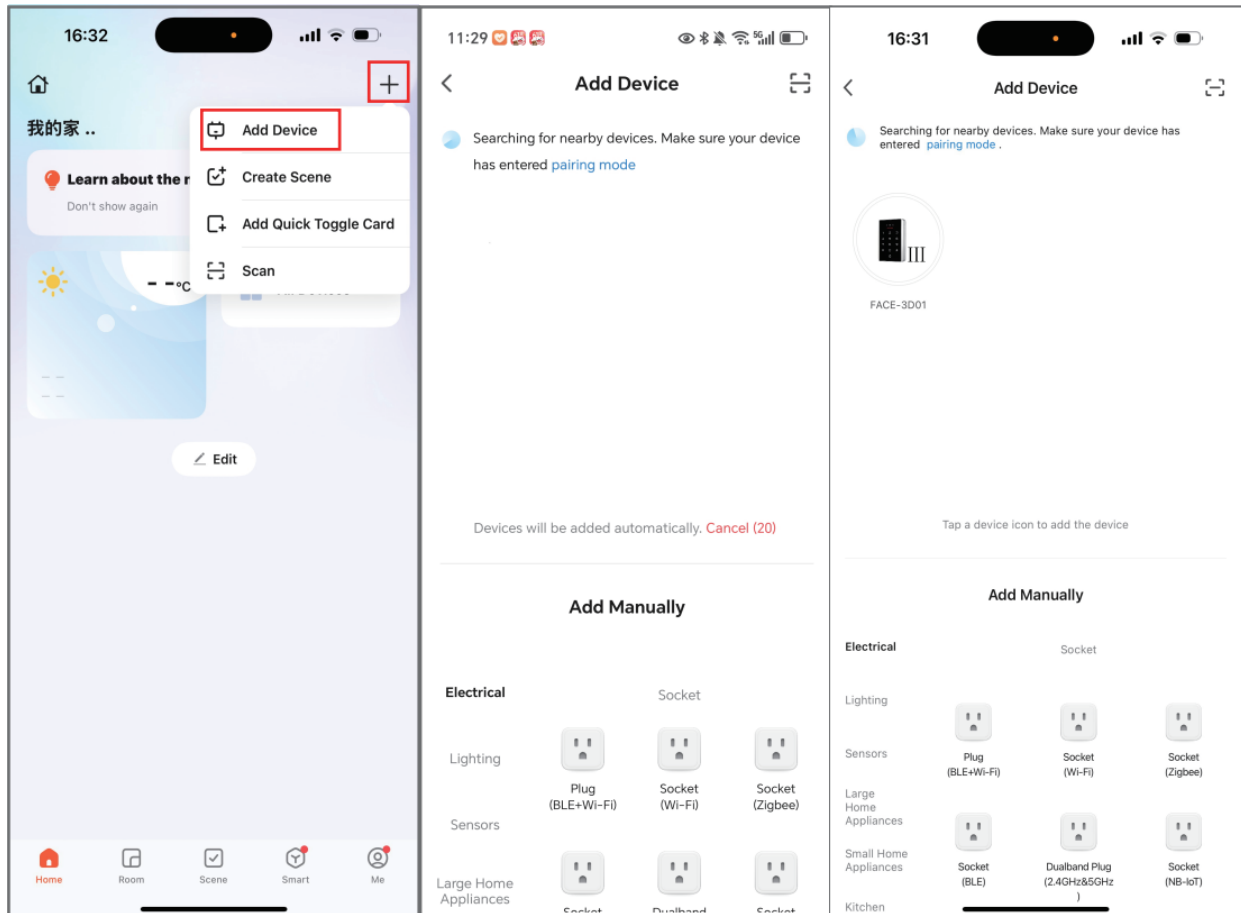 16:32
我的家 ..
Learn about the r
Don't show again
Add Device
Create Scene
Add Quick Toggle Card
Scan
- -°C
Edit
Home
Room
Scene
Smart
Me
11:29
5G
Add Device
Searching for nearby devices. Make sure your device
has entered pairing mode
Devices will be added automatically. Cancel (20)
Add Manually
Electrical
Socket
Lighting
Plug
(BLE+Wi-Fi)
Socket
(Wi-Fi)
Socket
(Zigbee)
Sensors
Large Home
Appliances
Socket
Dualband
Socket
16:31
Add Device
Searching for nearby devices. Make sure your device has
entered pairing mode .
III
FACE-3D01
Tap a device icon to add the device
Add Manually
Electrical
Socket
Lighting
Sensors
Plug
(BLE+Wi-Fi)
Socket
(Wi-Fi)
Socket
(Zigbee)
Large
Home
Appliances
Small Home
Appliances
Socket
(BLE)
Dualband Plug
(2.4GHz&5GHz
)
Socket
(NB-IoT)
Kitchen